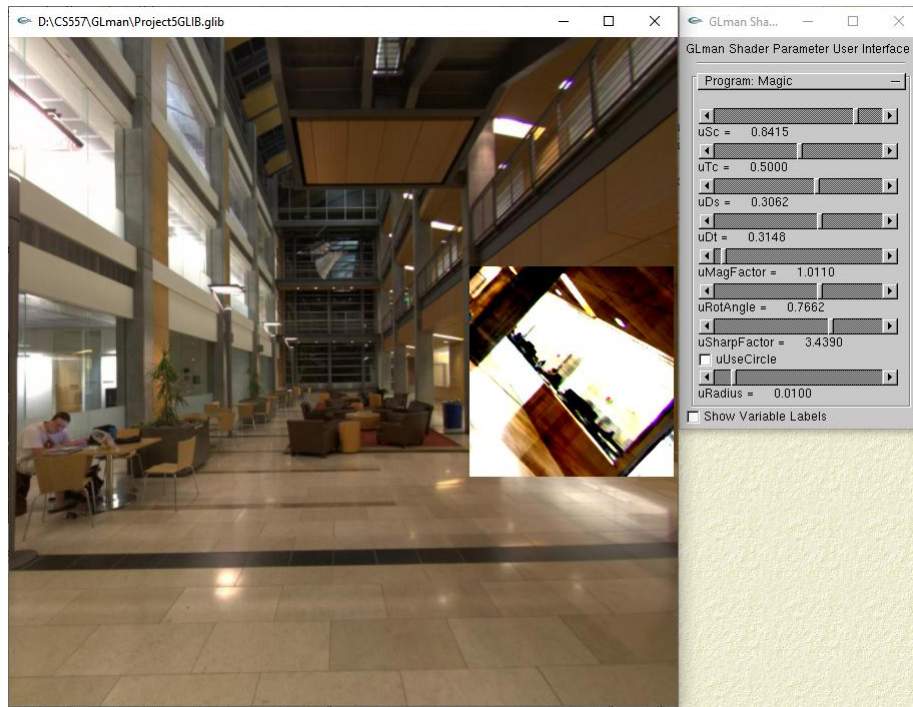 D:\CS557\GLman\Project5GLIB.glib
GLman Sha...
GLman Shader Parameter User Interface
Program: Magic
uSc = 0.8415
uTc = 0.5000
uDs = 0.3062
uDt = 0.3148
uMagFactor = 1.0110
uRotAngle = 0.7662
uSharpFactor = 3.4390
uUseCircle
uRadius = 0.0100
Show Variable Labels